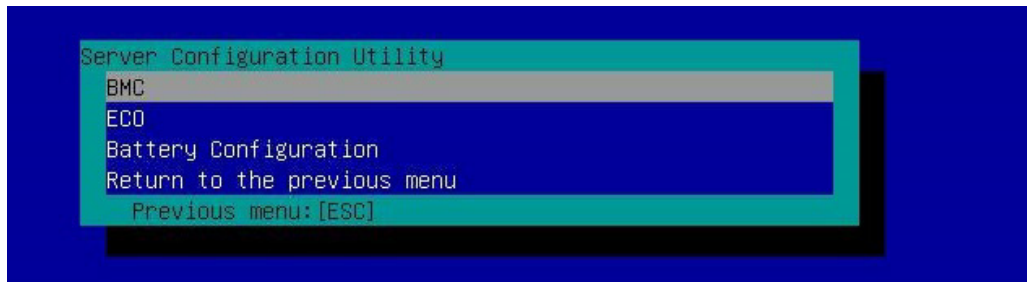 Server Configuration Utility
BMC
ECO
Battery Configuration
Return to the previous menu
Previous menu:[ESC]